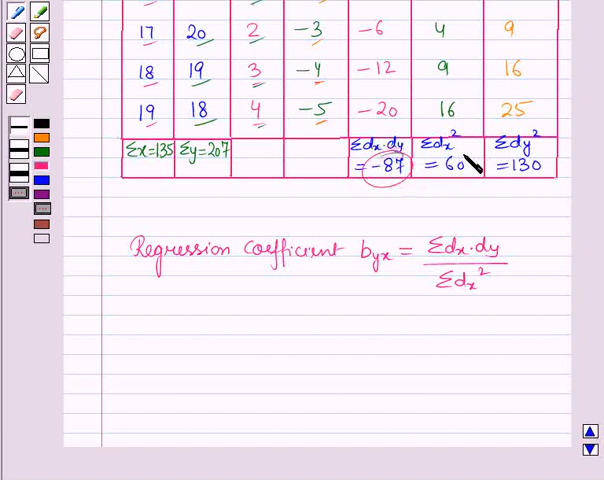 17 20 2 -3 -6 4 9
18 19 3 -4 -12 9 16
19 18 4 -5 -20 16 25
Σx=135 Σy=207 Σdx·dy = -87 Σdx² = 60 Σdy² = 130
Regression coefficient byx = Σdx·dy / Σdx²